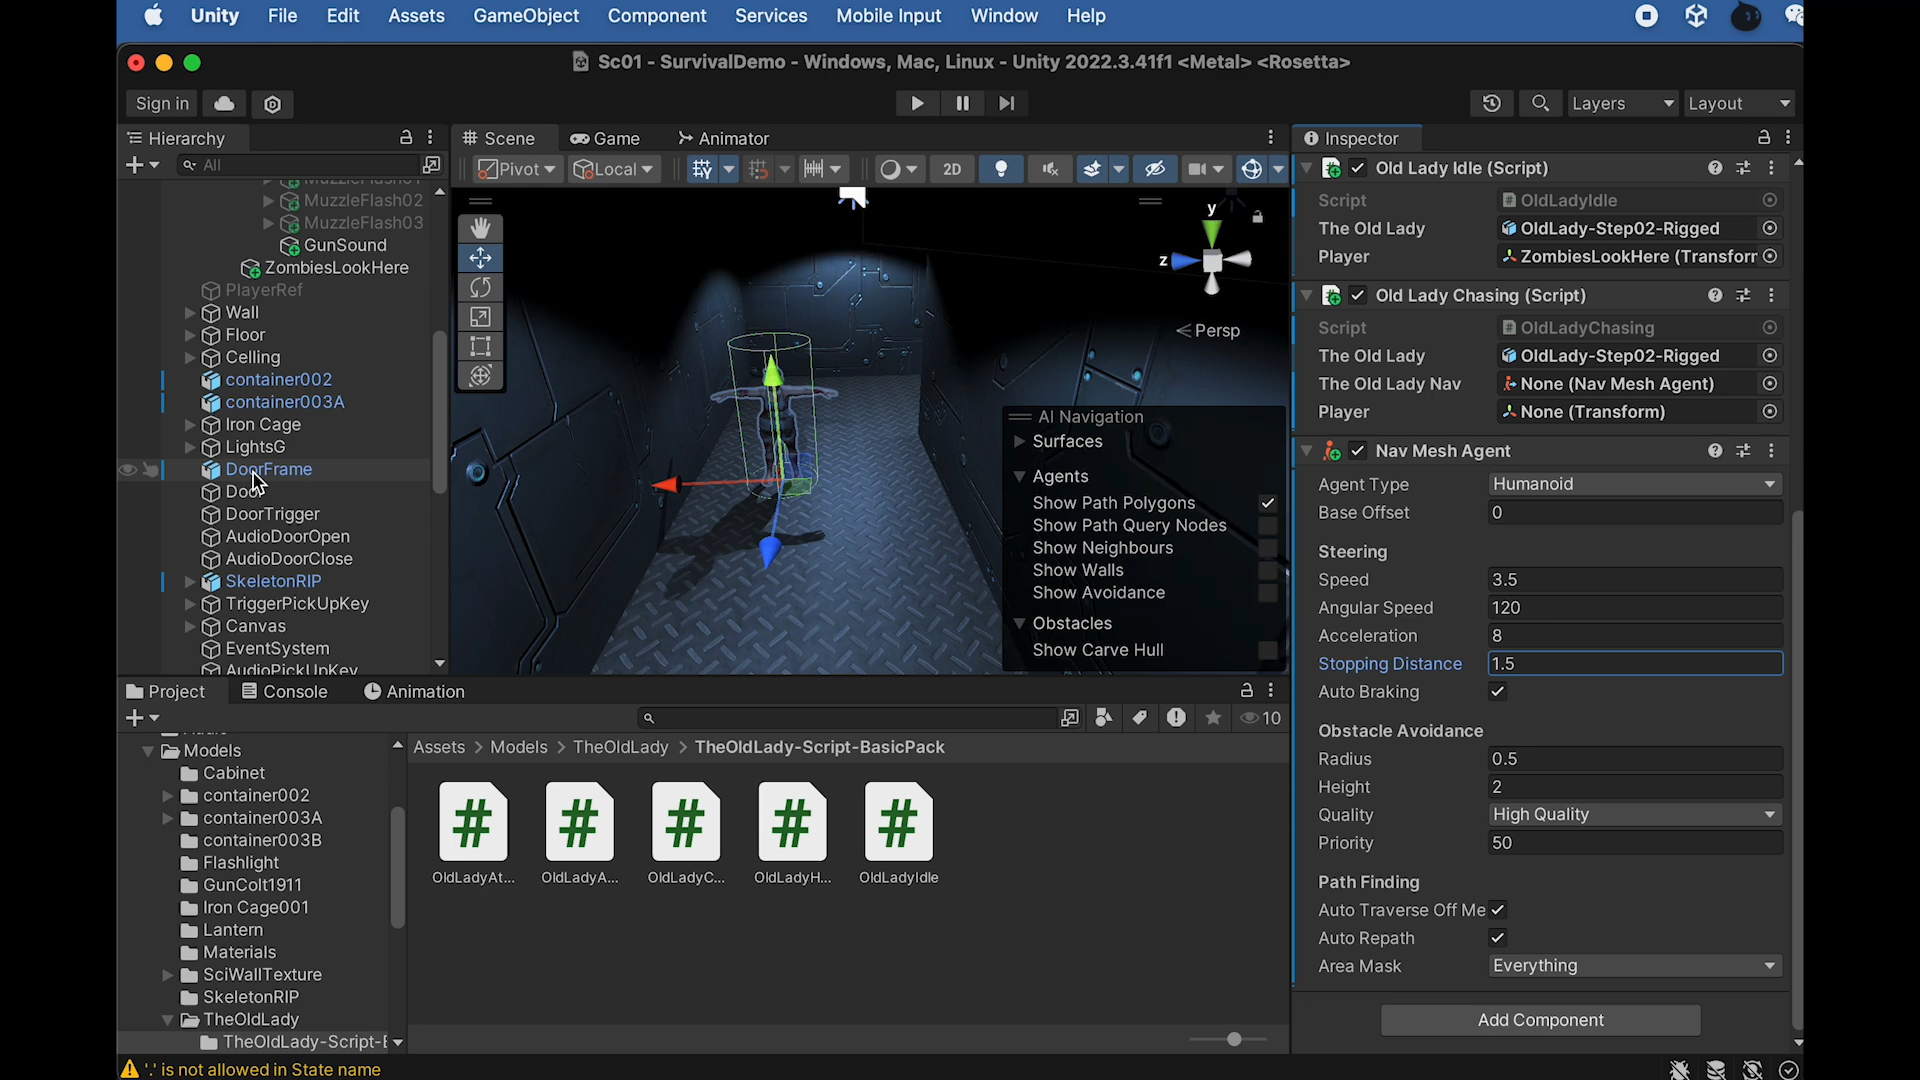 Unity File Edit Assets GameObject Component Services Mobile Input Window Help
Sc01 - SurvivalDemo - Windows, Mac, Linux - Unity 2022.3.41f1 <Metal> <Rosetta>
Sign in
Layers
Layout
Hierarchy
All
MuzzleFlash01
MuzzleFlash02
MuzzleFlash03
GunSound
ZombiesLookHere
PlayerRef
Wall
Floor
Celling
container002
container003A
Iron Cage
LightsG
DoorFrame
Door
DoorTrigger
AudioDoorOpen
AudioDoorClose
SkeletonRIP
TriggerPickUpKey
Canvas
EventSystem
AudioPickUpKey
Scene Game Animator
Pivot Local 2D
y
z
Persp
AI Navigation
Surfaces
Agents
Show Path Polygons
Show Path Query Nodes
Show Neighbours
Show Walls
Show Avoidance
Obstacles
Show Carve Hull
Inspector
Old Lady Idle (Script)
Script OldLadyIdle
The Old Lady OldLady-Step02-Rigged
Player ZombiesLookHere (Transforr
Old Lady Chasing (Script)
Script OldLadyChasing
The Old Lady OldLady-Step02-Rigged
The Old Lady Nav None (Nav Mesh Agent)
Player None (Transform)
Nav Mesh Agent
Agent Type Humanoid
Base Offset 0
Steering
Speed 3.5
Angular Speed 120
Acceleration 8
Stopping Distance 1.5
Auto Braking
Obstacle Avoidance
Radius 0.5
Height 2
Quality High Quality
Priority 50
Path Finding
Auto Traverse Off Me
Auto Repath
Area Mask Everything
Add Component
Project Console Animation
10
Models
Cabinet
container002
container003A
container003B
Flashlight
GunColt1911
Iron Cage001
Lantern
Materials
SciWallTexture
SkeletonRIP
TheOldLady
TheOldLady-Script-E
Assets > Models > TheOldLady > TheOldLady-Script-BasicPack
OldLadyAt... OldLadyA... OldLadyC... OldLadyH... OldLadyIdle
'.' is not allowed in State name